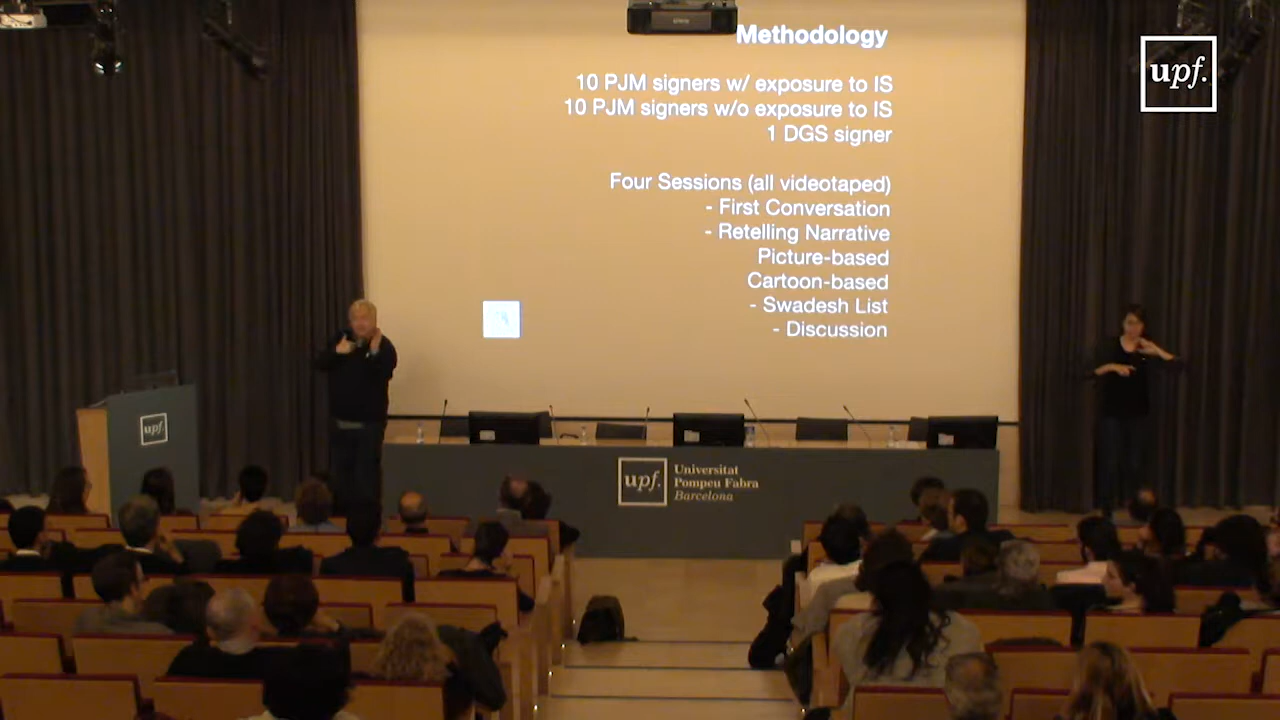 Methodology
10 PJM signers w/ exposure to IS
10 PJM signers w/o exposure to IS
1 DGS signer
Four Sessions (all videotaped)
- First Conversation
- Retelling Narrative
Picture-based
Cartoon-based
- Swadesh List
- Discussion
upf.
upf.
upf.
Universitat
Pompeu Fabra
Barcelona